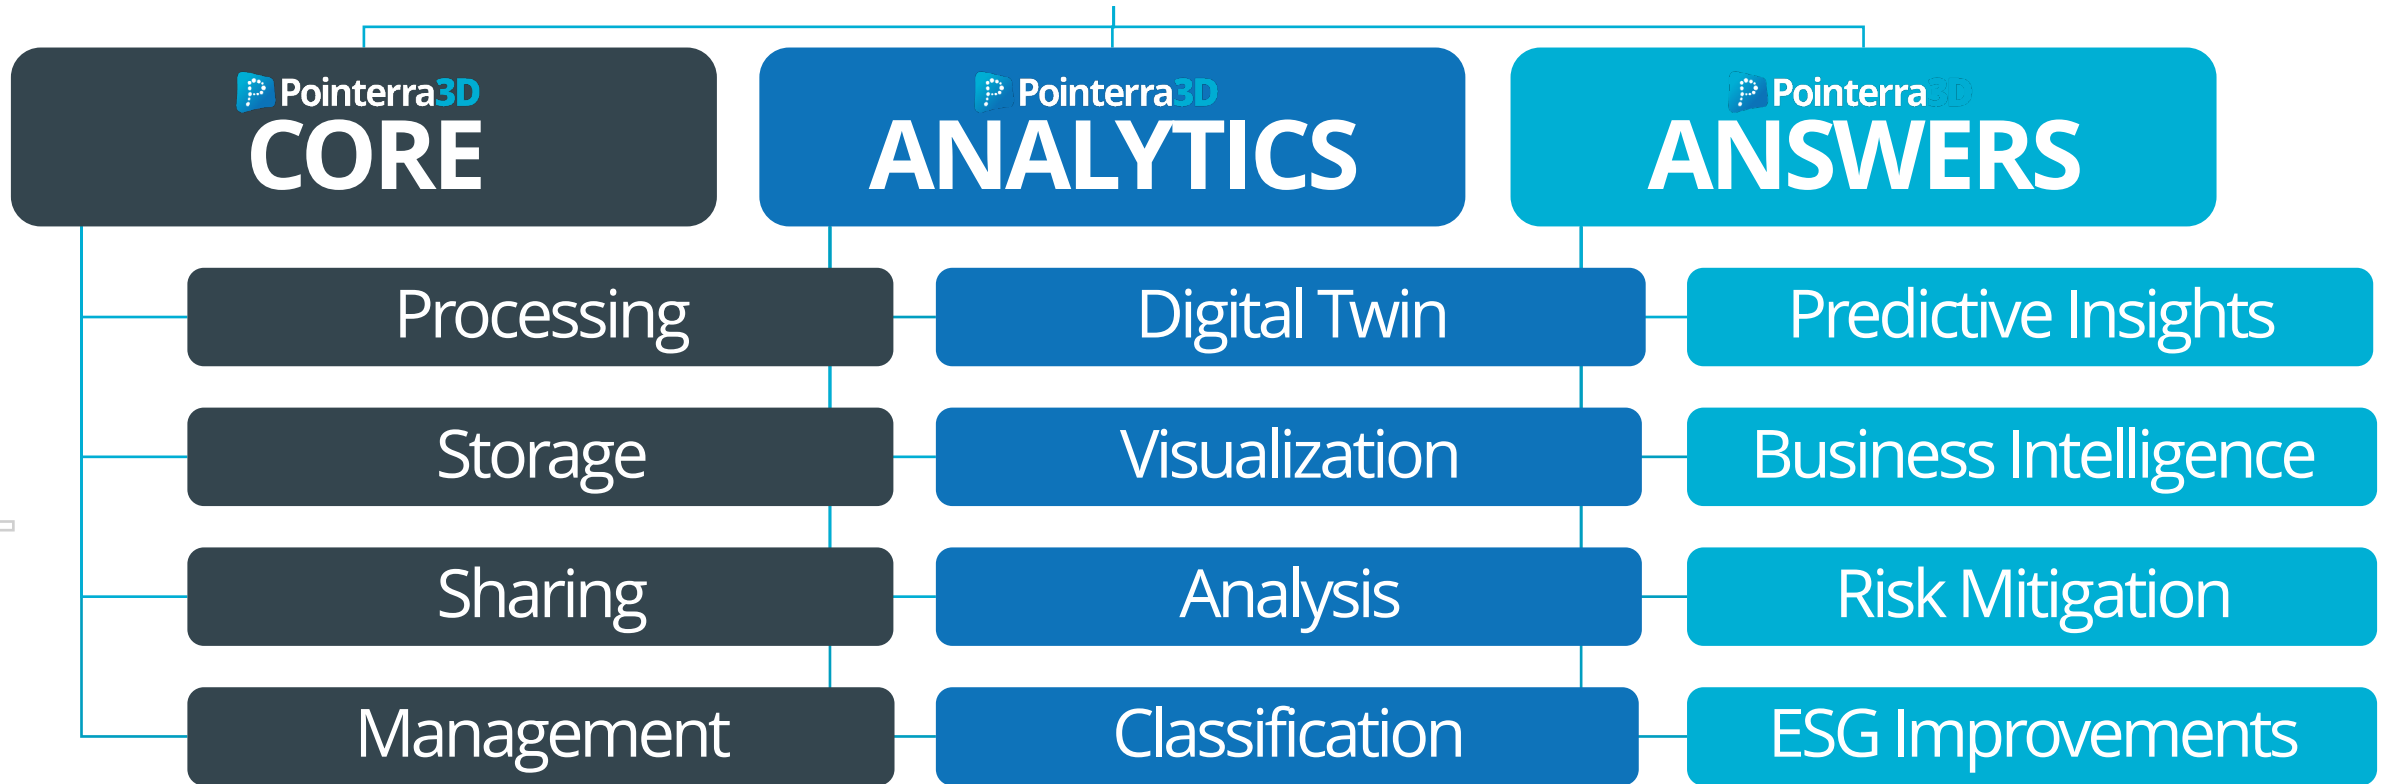 Pointerra3D
CORE
Processing
Storage
Sharing
Management
Pointerra3D
ANALYTICS
Digital Twin
Visualization
Analysis
Classification
Pointerra3D
ANSWERS
Predictive Insights
Business Intelligence
Risk Mitigation
ESG Improvements